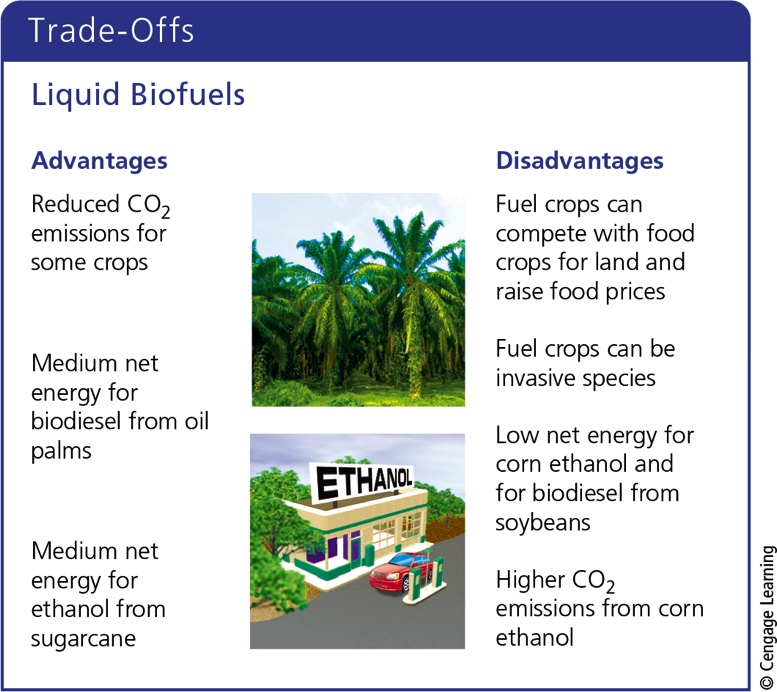 Trade-Offs
Liquid Biofuels
Advantages
Reduced CO2
emissions for
some crops
Medium net
energy for
biodiesel from oil
palms
Medium net
energy for
ethanol from
sugarcane
ETHANOL
Disadvantages
Fuel crops can
compete with food
crops for land and
raise food prices
Fuel crops can be
invasive species
Low net energy for
corn ethanol and
for biodiesel from
soybeans
Higher CO2
emissions from corn
ethanol
© Cengage Learning